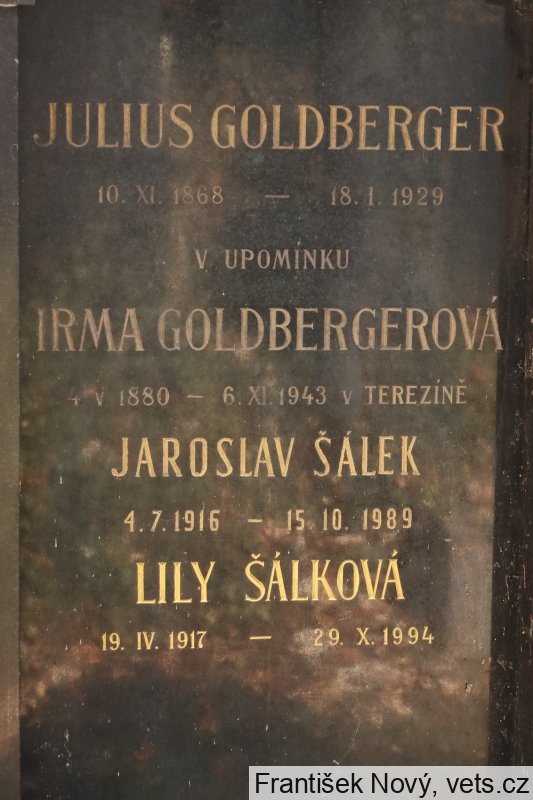 JULIUS GOLDBERGER
10. XI. 1868 — 18. I. 1929
V UPOMÍNKU
IRMA GOLDBERGEROVÁ
4 V 1880 — 6. XI. 1943 V TEREZÍNĚ
JAROSLAV ŠÁLEK
4. 7. 1916 — 15. 10. 1989
LILY ŠÁLKOVÁ
19. IV. 1917 — 29. X. 1994
František Nový, vets.cz